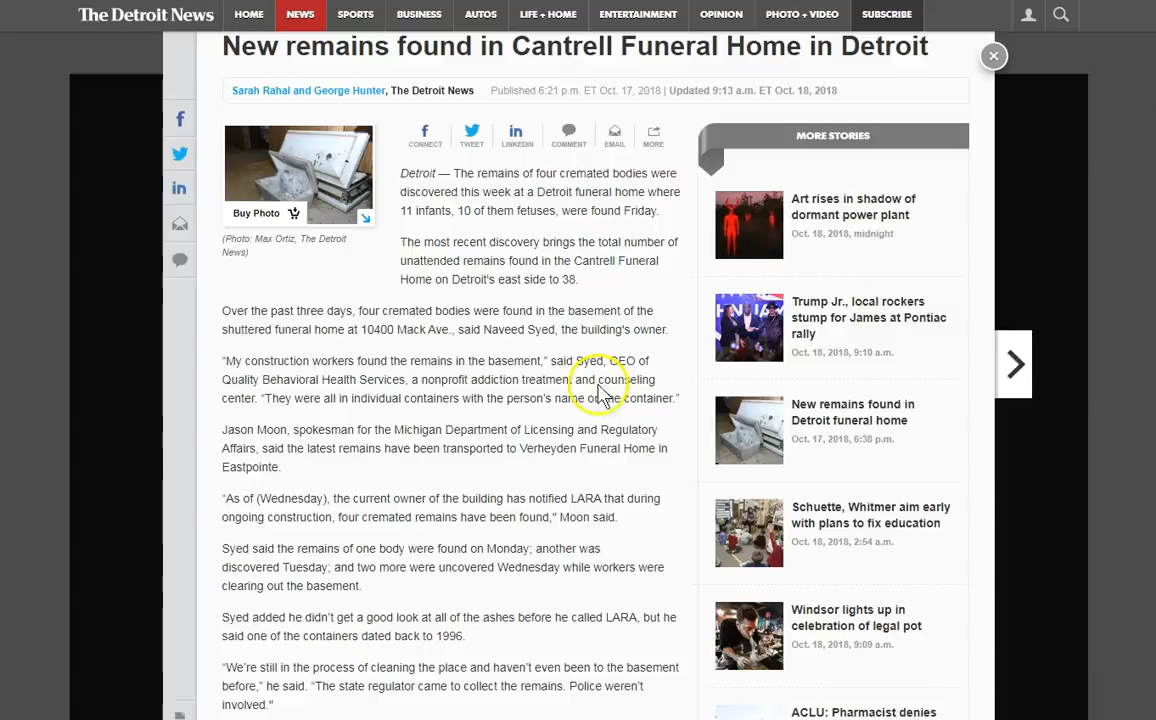 The Detroit News
HOME
NEWS
SPORTS
BUSINESS
AUTOS
LIFE + HOME
ENTERTAINMENT
OPINION
PHOTO + VIDEO
SUBSCRIBE
New remains found in Cantrell Funeral Home in Detroit
Sarah Rahal and George Hunter, The Detroit News Published 6:21 p.m. ET Oct. 17, 2018 | Updated 9:13 a.m. ET Oct. 18, 2018
Buy Photo
(Photo: Max Ortiz, The Detroit
News)
CONNECT
TWEET
LINKEDIN
COMMENT
EMAIL
MORE
Detroit — The remains of four cremated bodies were
discovered this week at a Detroit funeral home where
11 infants, 10 of them fetuses, were found Friday.
The most recent discovery brings the total number of
unattended remains found in the Cantrell Funeral
Home on Detroit's east side to 38.
Over the past three days, four cremated bodies were found in the basement of the
shuttered funeral home at 10400 Mack Ave., said Naveed Syed, the building's owner.
“My construction workers found the remains in the basement,” said Syed, CEO of
Quality Behavioral Health Services, a nonprofit addiction treatment and counseling
center. “They were all in individual containers with the person’s name on the container.”
Jason Moon, spokesman for the Michigan Department of Licensing and Regulatory
Affairs, said the latest remains have been transported to Verheyden Funeral Home in
Eastpointe.
“As of (Wednesday), the current owner of the building has notified LARA that during
ongoing construction, four cremated remains have been found," Moon said.
Syed said the remains of one body were found on Monday; another was
discovered Tuesday; and two more were uncovered Wednesday while workers were
clearing out the basement.
Syed added he didn’t get a good look at all of the ashes before he called LARA, but he
said one of the containers dated back to 1996.
“We’re still in the process of cleaning the place and haven’t even been to the basement
before,” he said. “The state regulator came to collect the remains. Police weren’t
involved."
MORE STORIES
Art rises in shadow of
dormant power plant
Oct. 18, 2018, midnight
Trump Jr., local rockers
stump for James at Pontiac
rally
Oct. 18, 2018, 9:10 a.m.
New remains found in
Detroit funeral home
Oct. 17, 2018, 6:38 p.m.
Schuette, Whitmer aim early
with plans to fix education
Oct. 18, 2018, 2:54 a.m.
Windsor lights up in
celebration of legal pot
Oct. 18, 2018, 9:09 a.m.
ACLU: Pharmacist denies